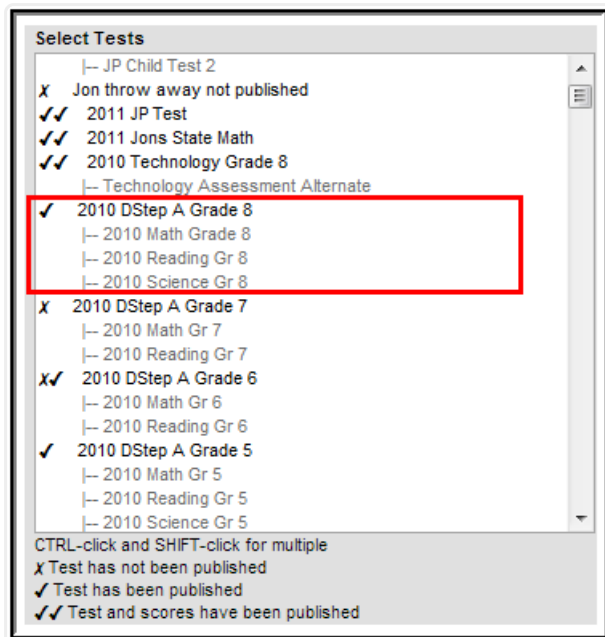 Select Tests
|-- JP Child Test 2
✗ Jon throw away not published
✓✓ 2011 JP Test
✓✓ 2011 Jons State Math
✓✓ 2010 Technology Grade 8
|-- Technology Assessment Alternate
✓ 2010 DStep A Grade 8
|-- 2010 Math Grade 8
|-- 2010 Reading Gr 8
|-- 2010 Science Gr 8
✗ 2010 DStep A Grade 7
|-- 2010 Math Gr 7
|-- 2010 Reading Gr 7
✗✓ 2010 DStep A Grade 6
|-- 2010 Math Gr 6
|-- 2010 Reading Gr 6
✓ 2010 DStep A Grade 5
|-- 2010 Math Gr 5
|-- 2010 Reading Gr 5
|-- 2010 Science Gr 5
CTRL-click and SHIFT-click for multiple
✗ Test has not been published
✓ Test has been published
✓✓ Test and scores have been published